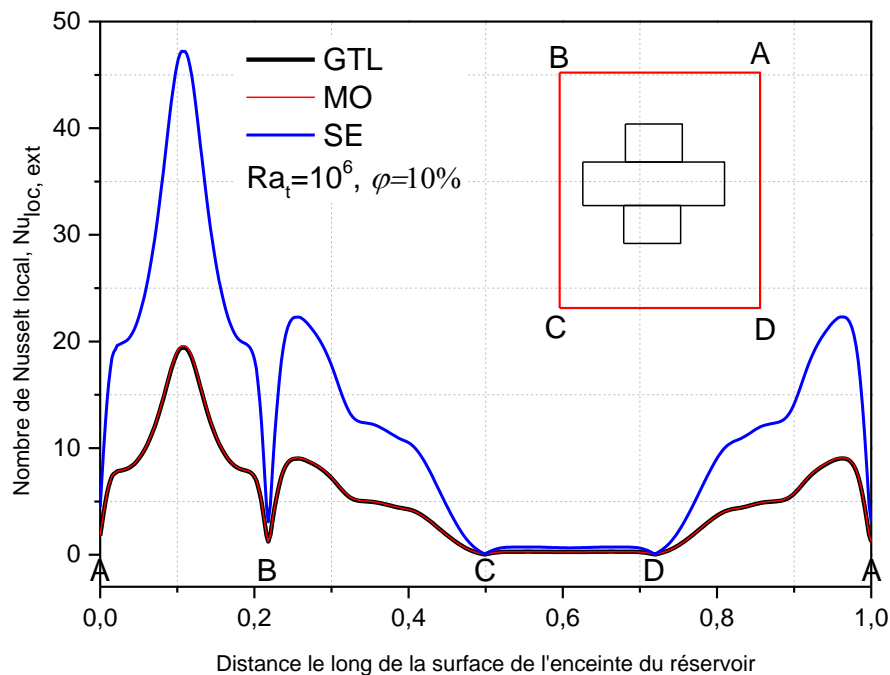 50
40
30
20
10
0
Nombre de Nusselt local, Nu_loc, ext
GTL
MO
SE
Ra_t=10^6, φ=10%
B A
C D
A B C D A
0,0 0,2 0,4 0,6 0,8 1,0
Distance le long de la surface de l'enceinte du réservoir